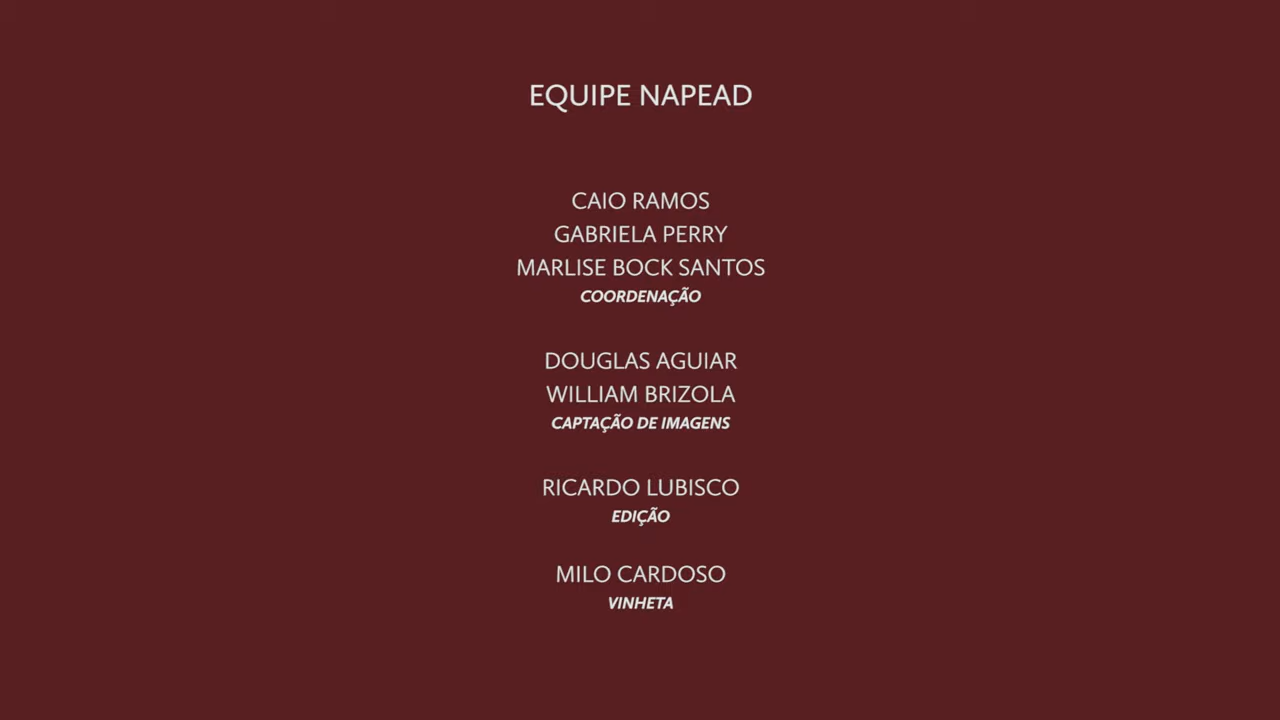 EQUIPE NAPEAD
CAIO RAMOS
GABRIELA PERRY
MARLISE BOCK SANTOS
COORDENAÇÃO
DOUGLAS AGUIAR
WILLIAM BRIZOLA
CAPTAÇÃO DE IMAGENS
RICARDO LUBISCO
EDIÇÃO
MILO CARDOSO
VINHETA